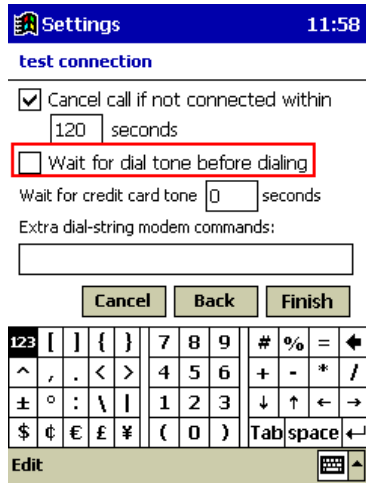 Settings 11:58
test connection
Cancel call if not connected within
120 seconds
Wait for dial tone before dialing
Wait for credit card tone 0 seconds
Extra dial-string modem commands:
Cancel Back Finish
123 [ ] { } 7 8 9 # % = 🡸
^ , . < > 4 5 6 + - * /
± ° : \ | 1 2 3 ↓ ↑ ← →
$ ¢ € £ ¥ ( 0 ) Tab space ↵
Edit